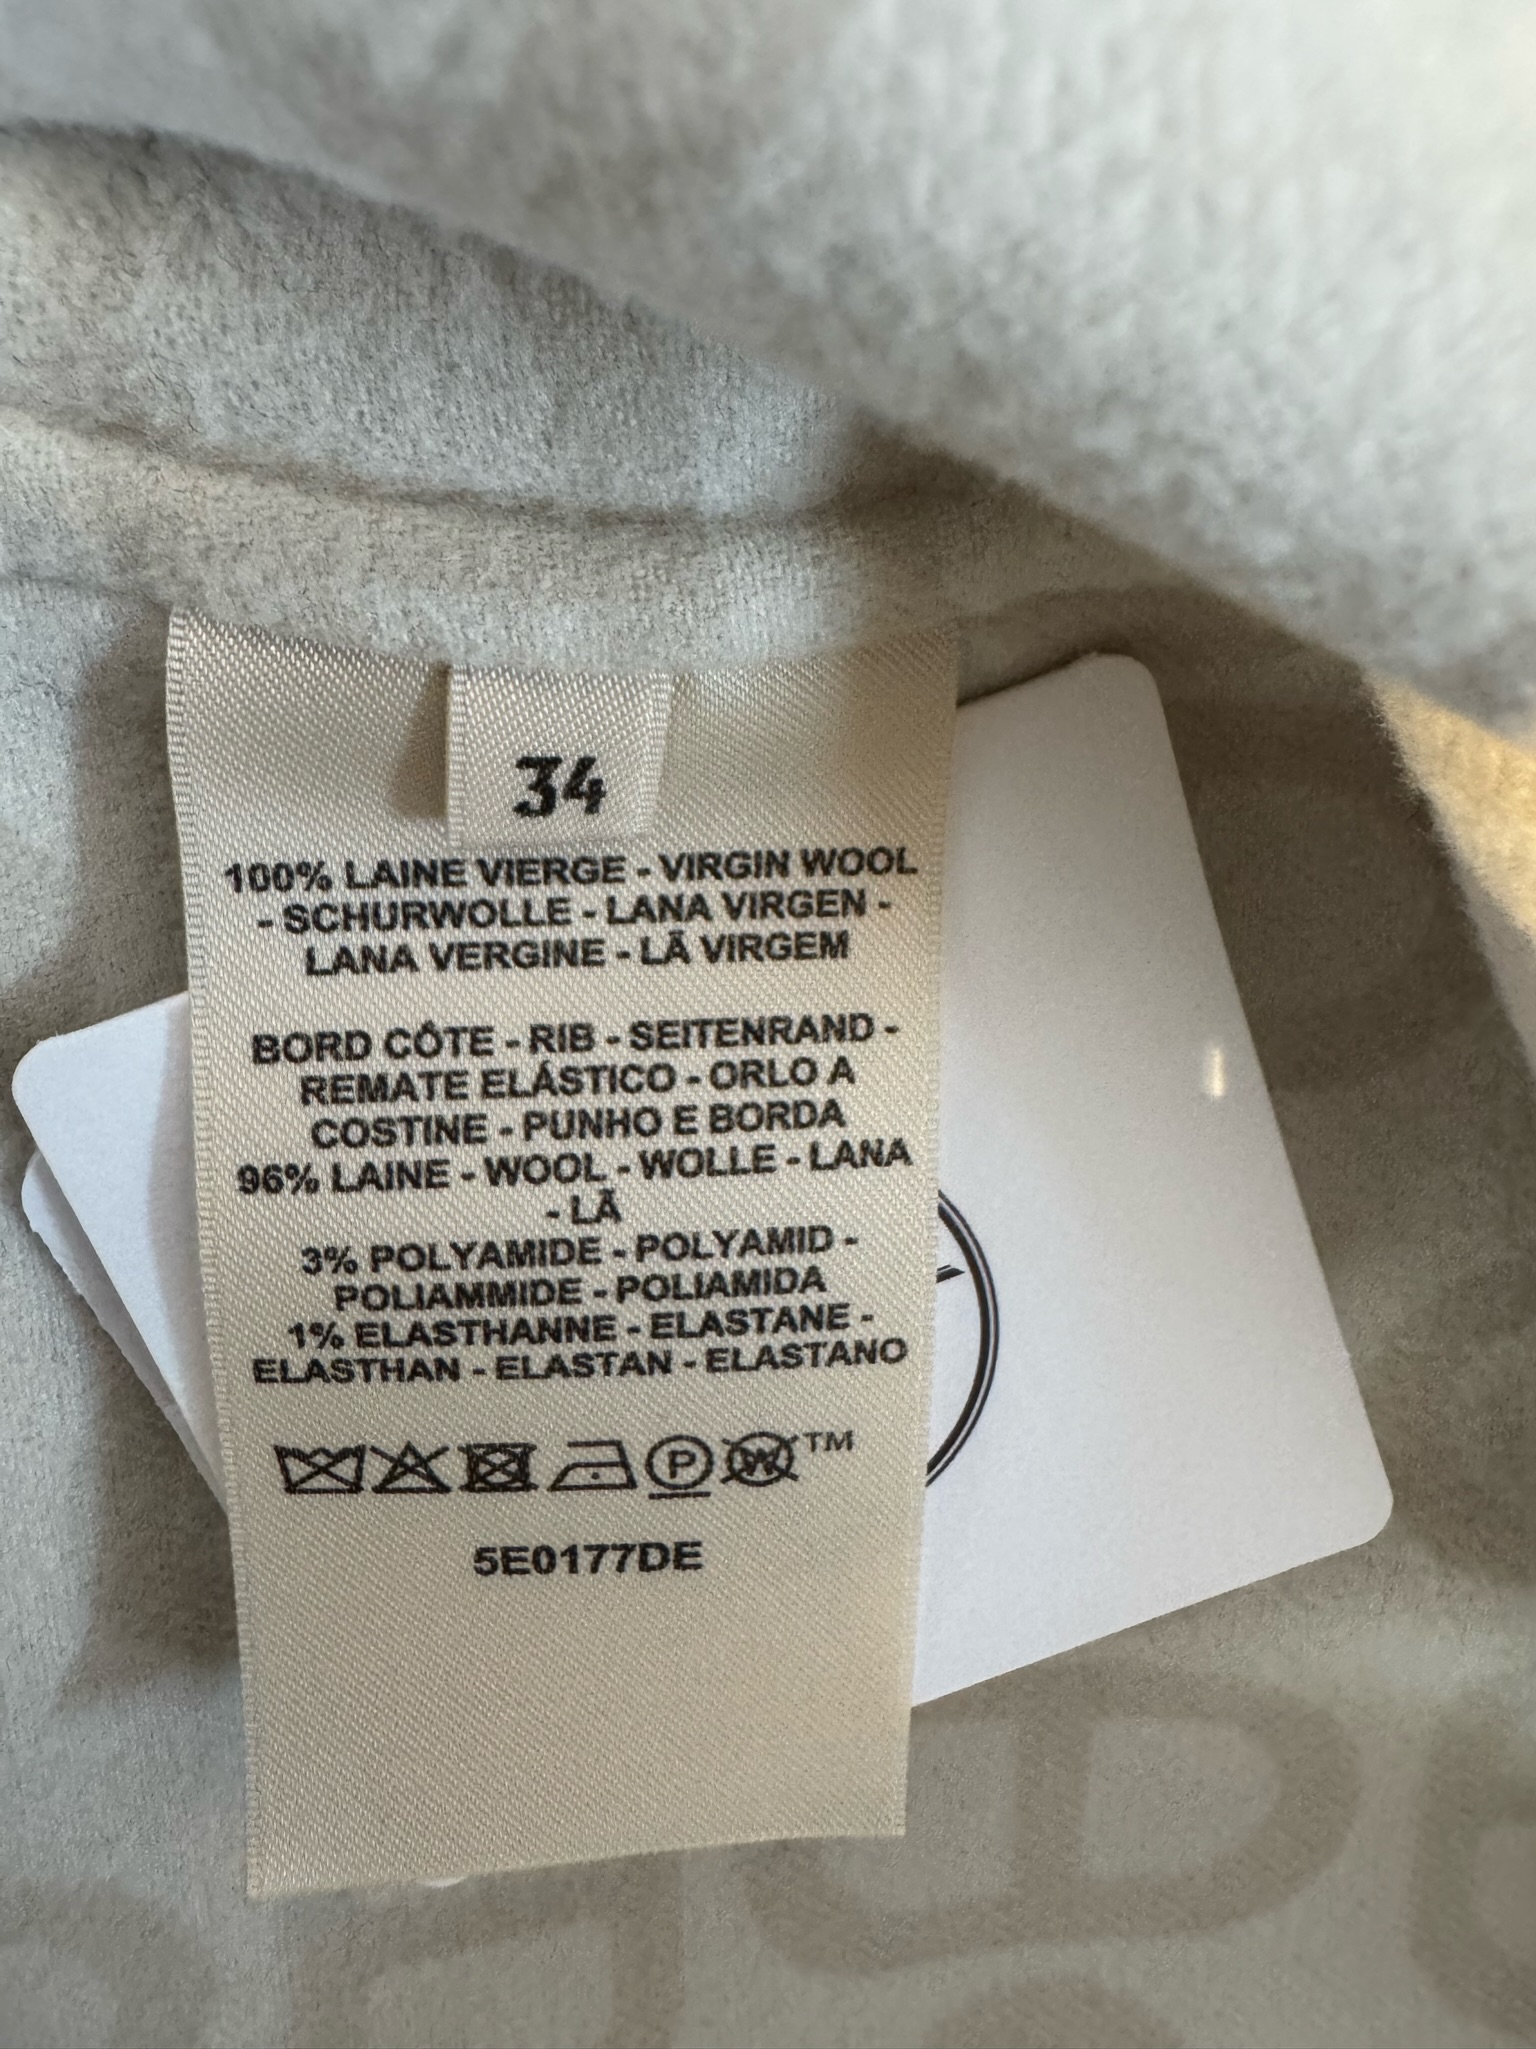 34
100% LAINE VIERGE - VIRGIN WOOL
- SCHURWOLLE - LANA VIRGEN -
LANA VERGINE - LÃ VIRGEM
BORD CÔTE - RIB - SEITENRAND -
REMATE ELÁSTICO - ORLO A
COSTINE - PUNHO E BORDA
96% LAINE - WOOL - WOLLE - LANA
- LÃ
3% POLYAMIDE - POLYAMID -
POLIAMMIDE - POLIAMIDA
1% ELASTHANNE - ELASTANE -
ELASTHAN - ELASTAN - ELASTANO
P W TM
5E0177DE